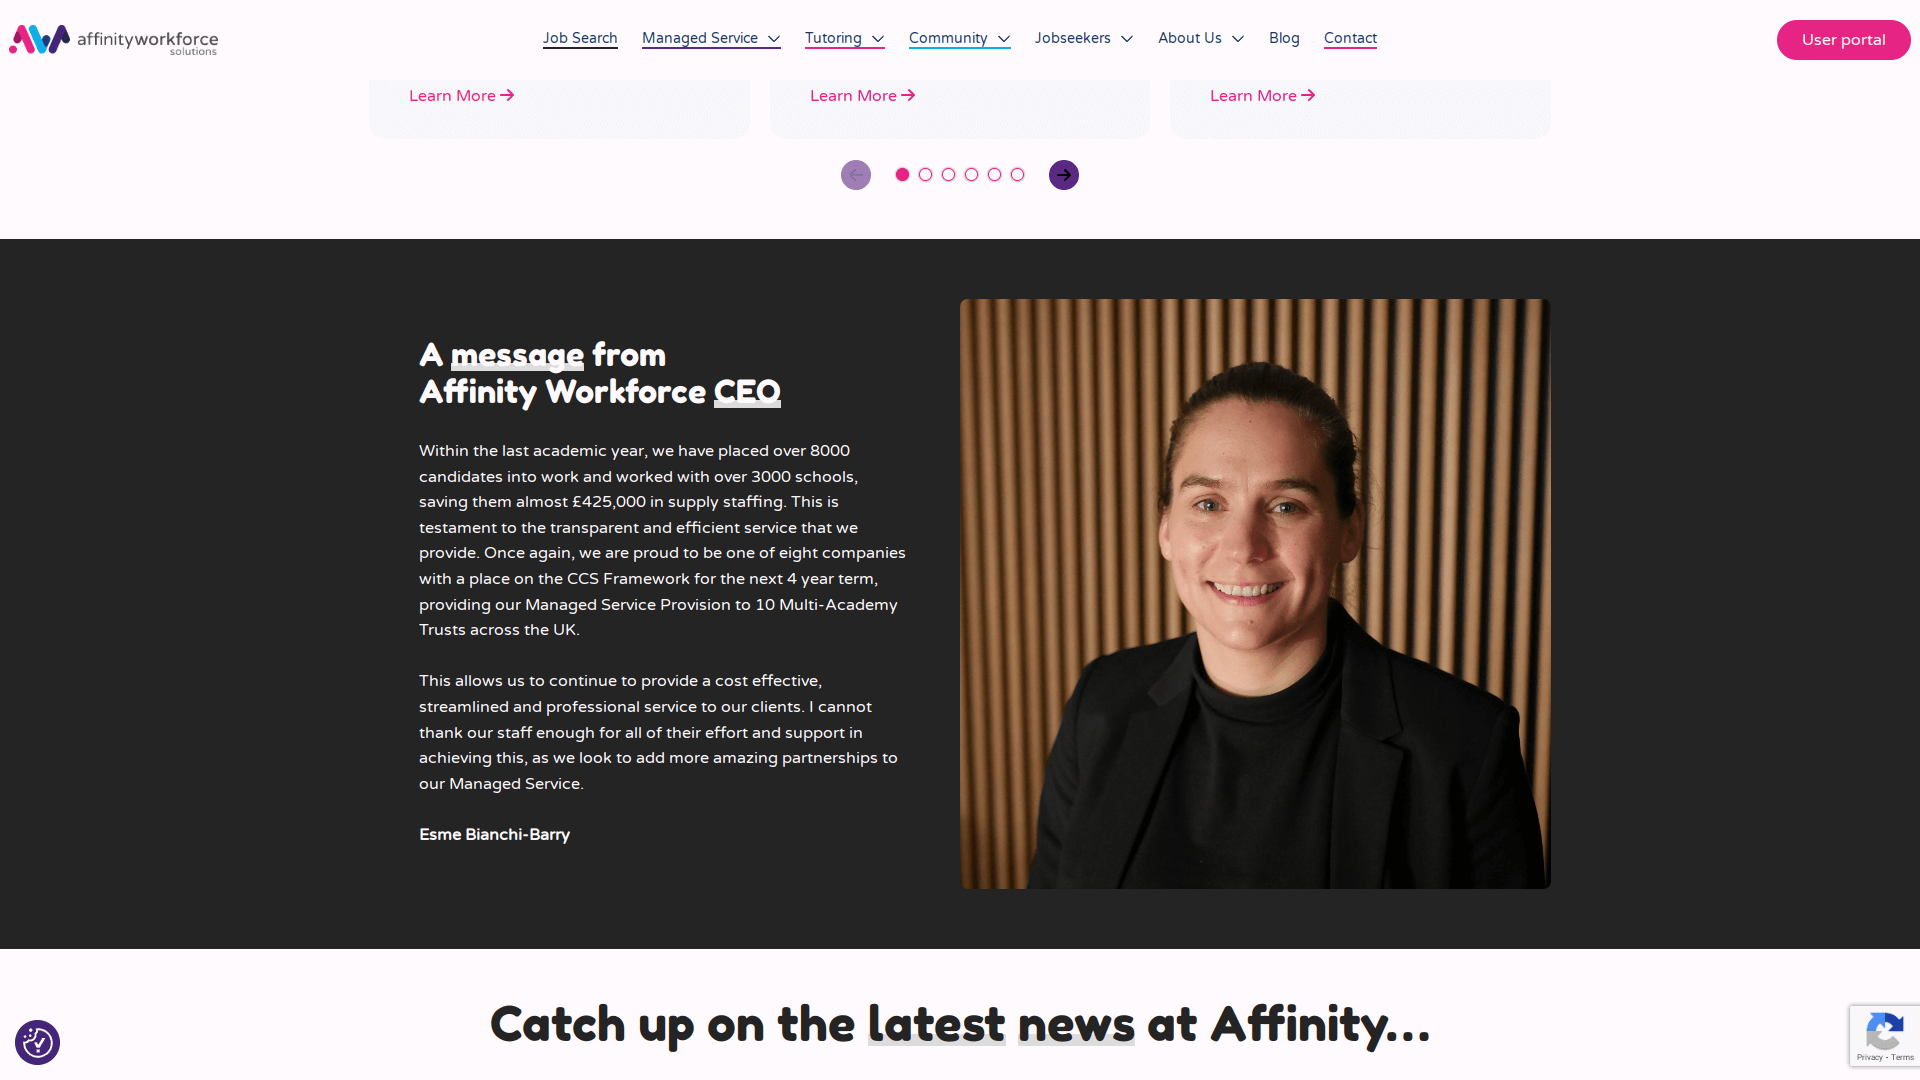 affinityworkforce
solutions
Job Search
Managed Service
Tutoring
Community
Jobseekers
About Us
Blog
Contact
User portal
Learn More
Learn More
Learn More
A message from
Affinity Workforce CEO
Within the last academic year, we have placed over 8000
candidates into work and worked with over 3000 schools,
saving them almost £425,000 in supply staffing. This is
testament to the transparent and efficient service that we
provide. Once again, we are proud to be one of eight companies
with a place on the CCS Framework for the next 4 year term,
providing our Managed Service Provision to 10 Multi-Academy
Trusts across the UK.
This allows us to continue to provide a cost effective,
streamlined and professional service to our clients. I cannot
thank our staff enough for all of their effort and support in
achieving this, as we look to add more amazing partnerships to
our Managed Service.
Esme Bianchi-Barry
Catch up on the latest news at Affinity...
Privacy - Terms